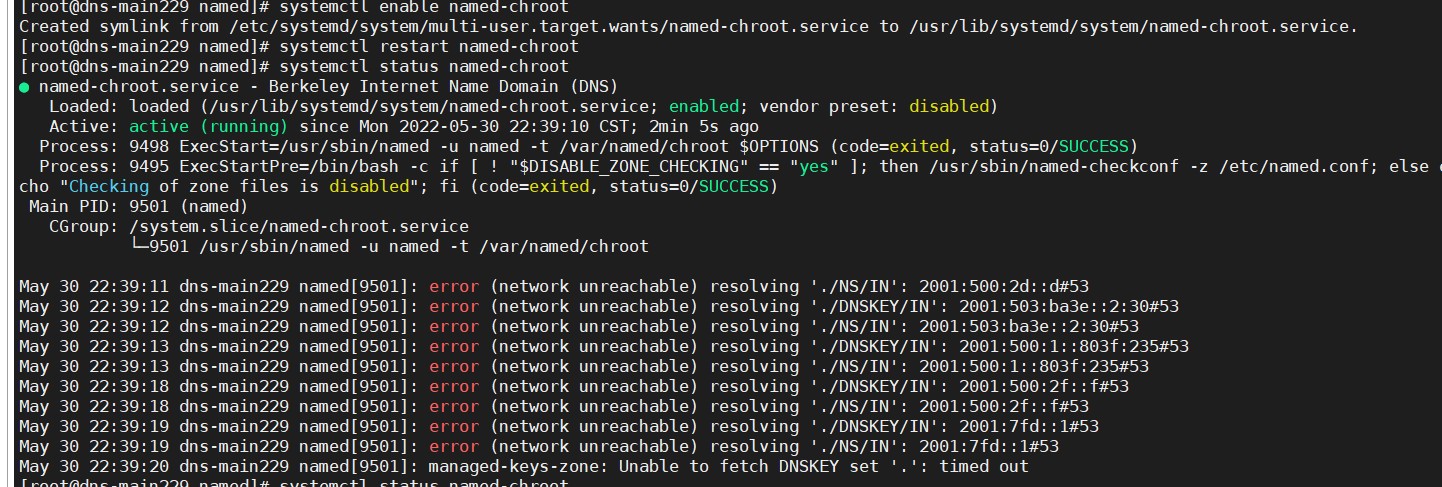 [root@dns-main229 named]# systemctl enable named-chroot
Created symlink from /etc/systemd/system/multi-user.target.wants/named-chroot.service to /usr/lib/systemd/system/named-chroot.service.
[root@dns-main229 named]# systemctl restart named-chroot
[root@dns-main229 named]# systemctl status named-chroot
● named-chroot.service - Berkeley Internet Name Domain (DNS)
   Loaded: loaded (/usr/lib/systemd/system/named-chroot.service; enabled; vendor preset: disabled)
   Active: active (running) since Mon 2022-05-30 22:39:10 CST; 2min 5s ago
  Process: 9498 ExecStart=/usr/sbin/named -u named -t /var/named/chroot $OPTIONS (code=exited, status=0/SUCCESS)
  Process: 9495 ExecStartPre=/bin/bash -c if [ ! "$DISABLE_ZONE_CHECKING" == "yes" ]; then /usr/sbin/named-checkconf -z /etc/named.conf; else e
cho "Checking of zone files is disabled"; fi (code=exited, status=0/SUCCESS)
 Main PID: 9501 (named)
   CGroup: /system.slice/named-chroot.service
           └─9501 /usr/sbin/named -u named -t /var/named/chroot
May 30 22:39:11 dns-main229 named[9501]: error (network unreachable) resolving './NS/IN': 2001:500:2d::d#53
May 30 22:39:12 dns-main229 named[9501]: error (network unreachable) resolving './DNSKEY/IN': 2001:503:ba3e::2:30#53
May 30 22:39:12 dns-main229 named[9501]: error (network unreachable) resolving './NS/IN': 2001:503:ba3e::2:30#53
May 30 22:39:13 dns-main229 named[9501]: error (network unreachable) resolving './DNSKEY/IN': 2001:500:1::803f:235#53
May 30 22:39:13 dns-main229 named[9501]: error (network unreachable) resolving './NS/IN': 2001:500:1::803f:235#53
May 30 22:39:18 dns-main229 named[9501]: error (network unreachable) resolving './DNSKEY/IN': 2001:500:2f::f#53
May 30 22:39:18 dns-main229 named[9501]: error (network unreachable) resolving './NS/IN': 2001:500:2f::f#53
May 30 22:39:19 dns-main229 named[9501]: error (network unreachable) resolving './DNSKEY/IN': 2001:7fd::1#53
May 30 22:39:19 dns-main229 named[9501]: error (network unreachable) resolving './NS/IN': 2001:7fd::1#53
May 30 22:39:20 dns-main229 named[9501]: managed-keys-zone: Unable to fetch DNSKEY set '.': timed out
[root@dns-main229 named]# systemctl status named-chroot